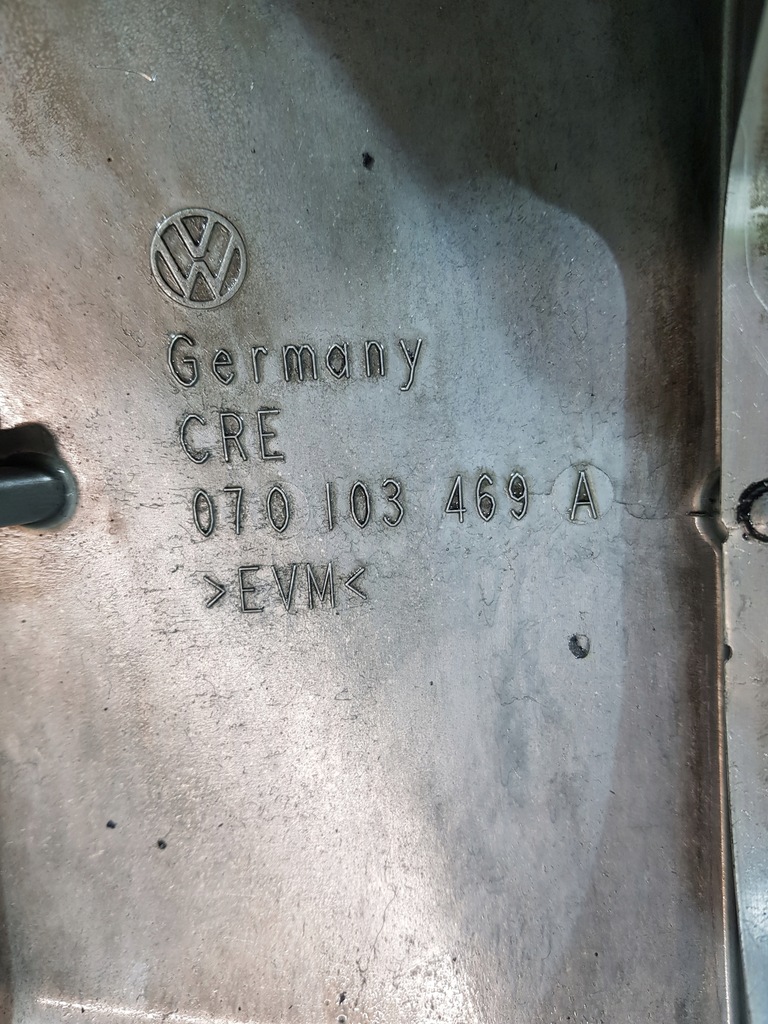 VW
Germany
CRE
070 103 469 A
>EVM<